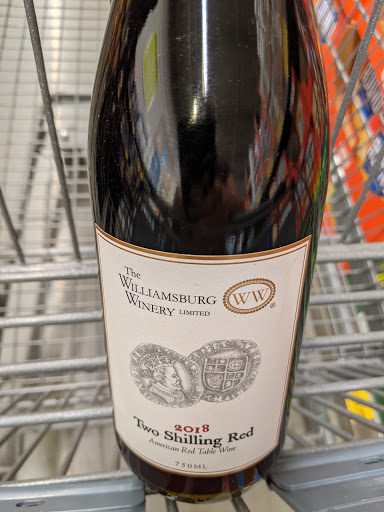 The
WILLIAMSBURG
WINERY LIMITED
WW®
2018
Two Shilling Red
American Red Table Wine
750ML